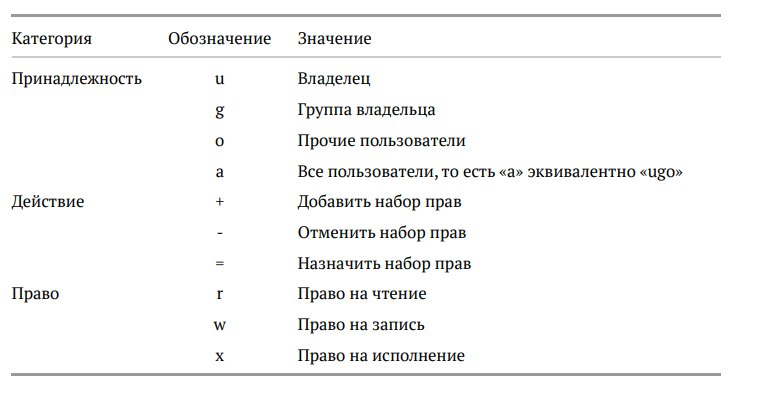 Категория Обозначение Значение
Принадлежность u Владелец
g Группа владельца
o Прочие пользователи
a Все пользователи, то есть «a» эквивалентно «ugo»
Действие + Добавить набор прав
- Отменить набор прав
= Назначить набор прав
Право r Право на чтение
w Право на запись
x Право на исполнение